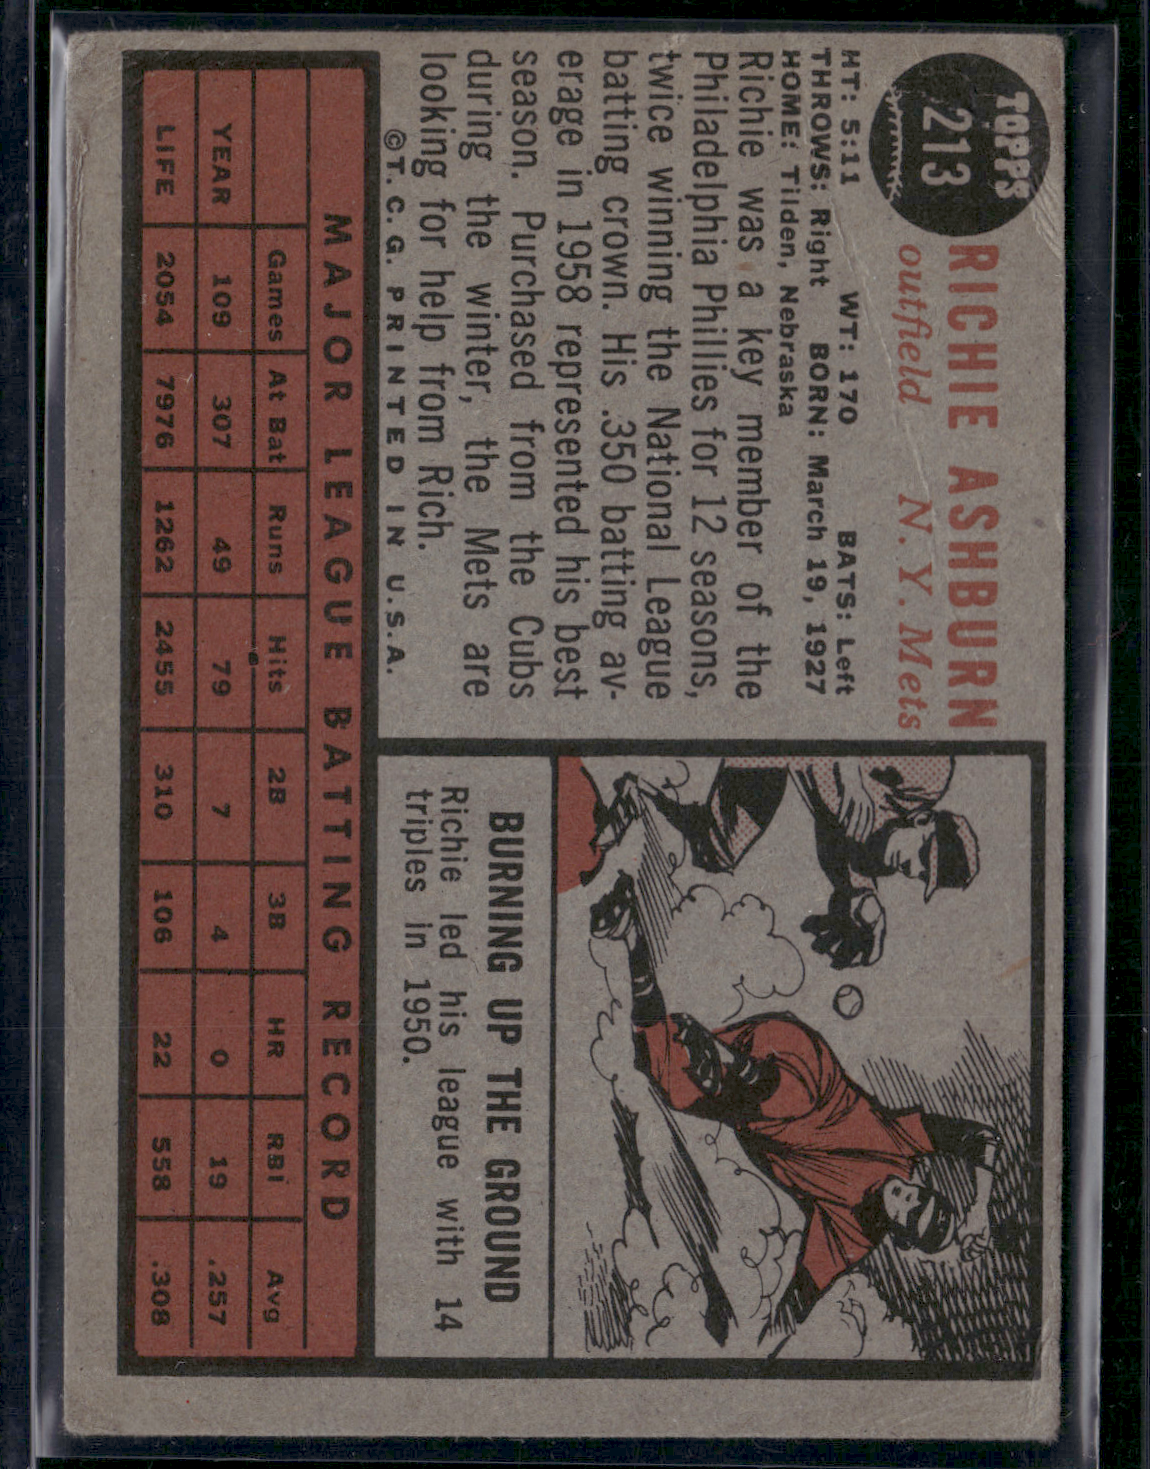 TOPPS
213
RICHIE ASHBURN
outfield N. Y. Mets
HT: 5:11 WT: 170 BATS: Left
THROWS: Right BORN: March 19, 1927
HOME: Tilden, Nebraska
Richie was a key member of the
Philadelphia Phillies for 12 seasons,
twice winning the National League
batting crown. His .350 batting av-
erage in 1958 represented his best
season. Purchased from the Cubs
during the winter, the Mets are
looking for help from Rich.
©T. C. G. PRINTED IN U.S.A.
BURNING UP THE GROUND
Richie led his league with 14
triples in 1950.
MAJOR LEAGUE BATTING RECORD
Games At Bat Runs Hits 2B 3B HR RBI Avg
YEAR 109 307 49 79 7 4 0 19 .257
LIFE 2054 7976 1262 2455 310 106 22 558 .308